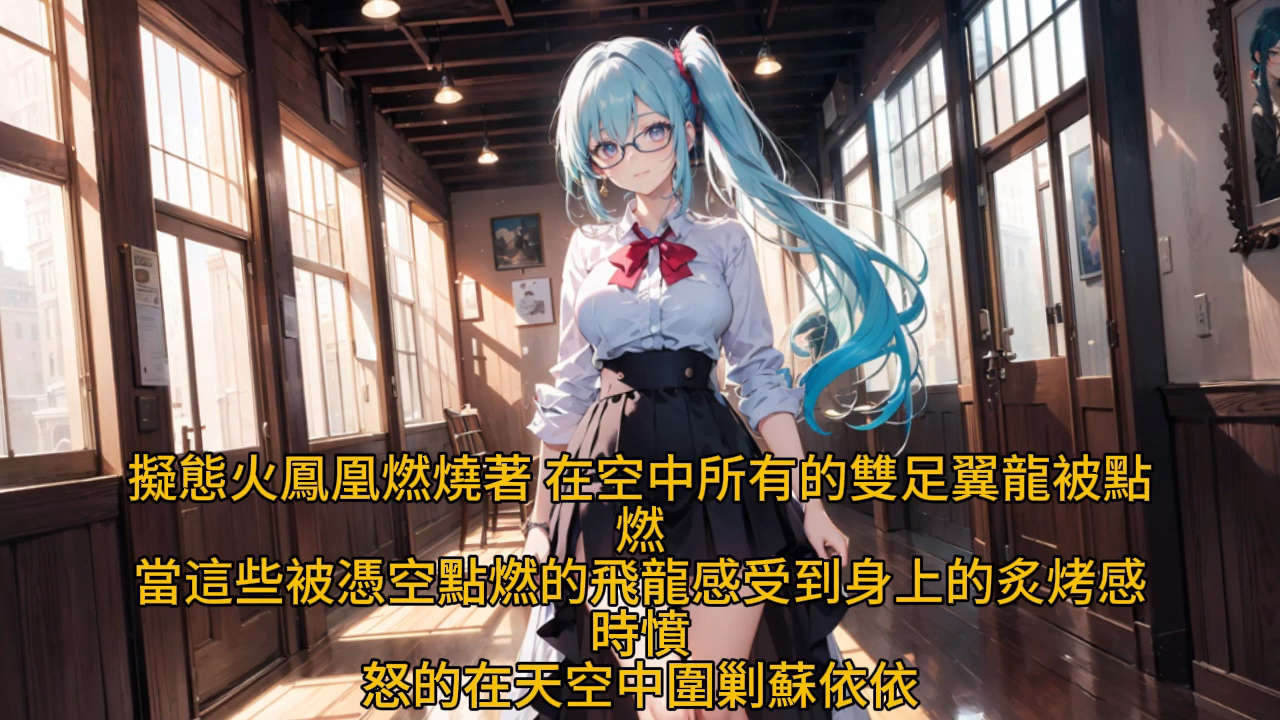 擬態火鳳凰燃燒著 在空中所有的雙足翼龍被點
燃
當這些被憑空點燃的飛龍感受到身上的炙烤感
時憤
怒的在天空中圍剿蘇依依